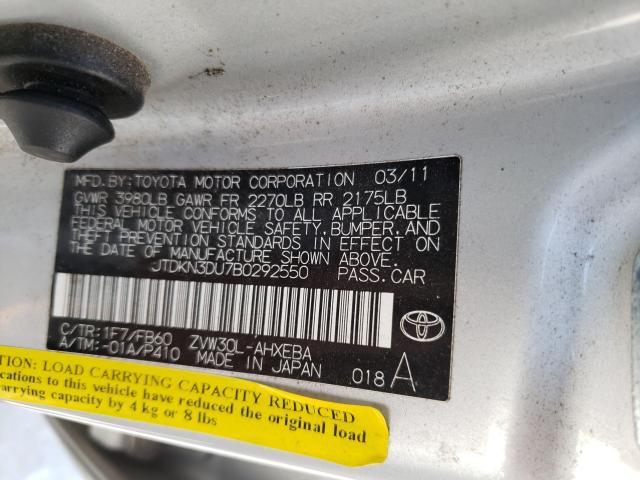 MFD. BY: TOYOTA MOTOR CORPORATION 03/11
GVWR 3980LB GAWR FR 2270LB RR 2175LB
THIS VEHICLE CONFORMS TO ALL APPLICABLE
FEDERAL MOTOR VEHICLE SAFETY, BUMPER, AND
THEFT PREVENTION STANDARDS IN EFFECT ON
THE DATE OF MANUFACTURE SHOWN ABOVE.
JTDKN3DU7B0292550 PASS. CAR
C/TR: 1F7/FB60 ZVW30L-AHXEBA
A/TM: -01A/P410 MADE IN JAPAN
018 A
TION: LOAD CARRYING CAPACITY REDUCED
cations to this vehicle have reduced the original load
arrying capacity by 4 kg or 8 lbs